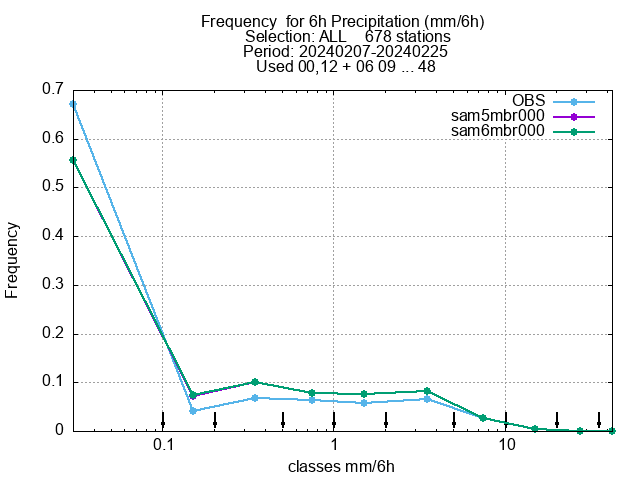 Frequency  for 6h Precipitation (mm/6h)
Selection: ALL    678 stations
Period: 20240207-20240225
Used 00,12 + 06 09 ... 48
OBS
sam5mbr000
sam6mbr000
0.7
0.6
0.5
0.4
0.3
0.2
0.1
0
Frequency
0.1 1 10
classes mm/6h